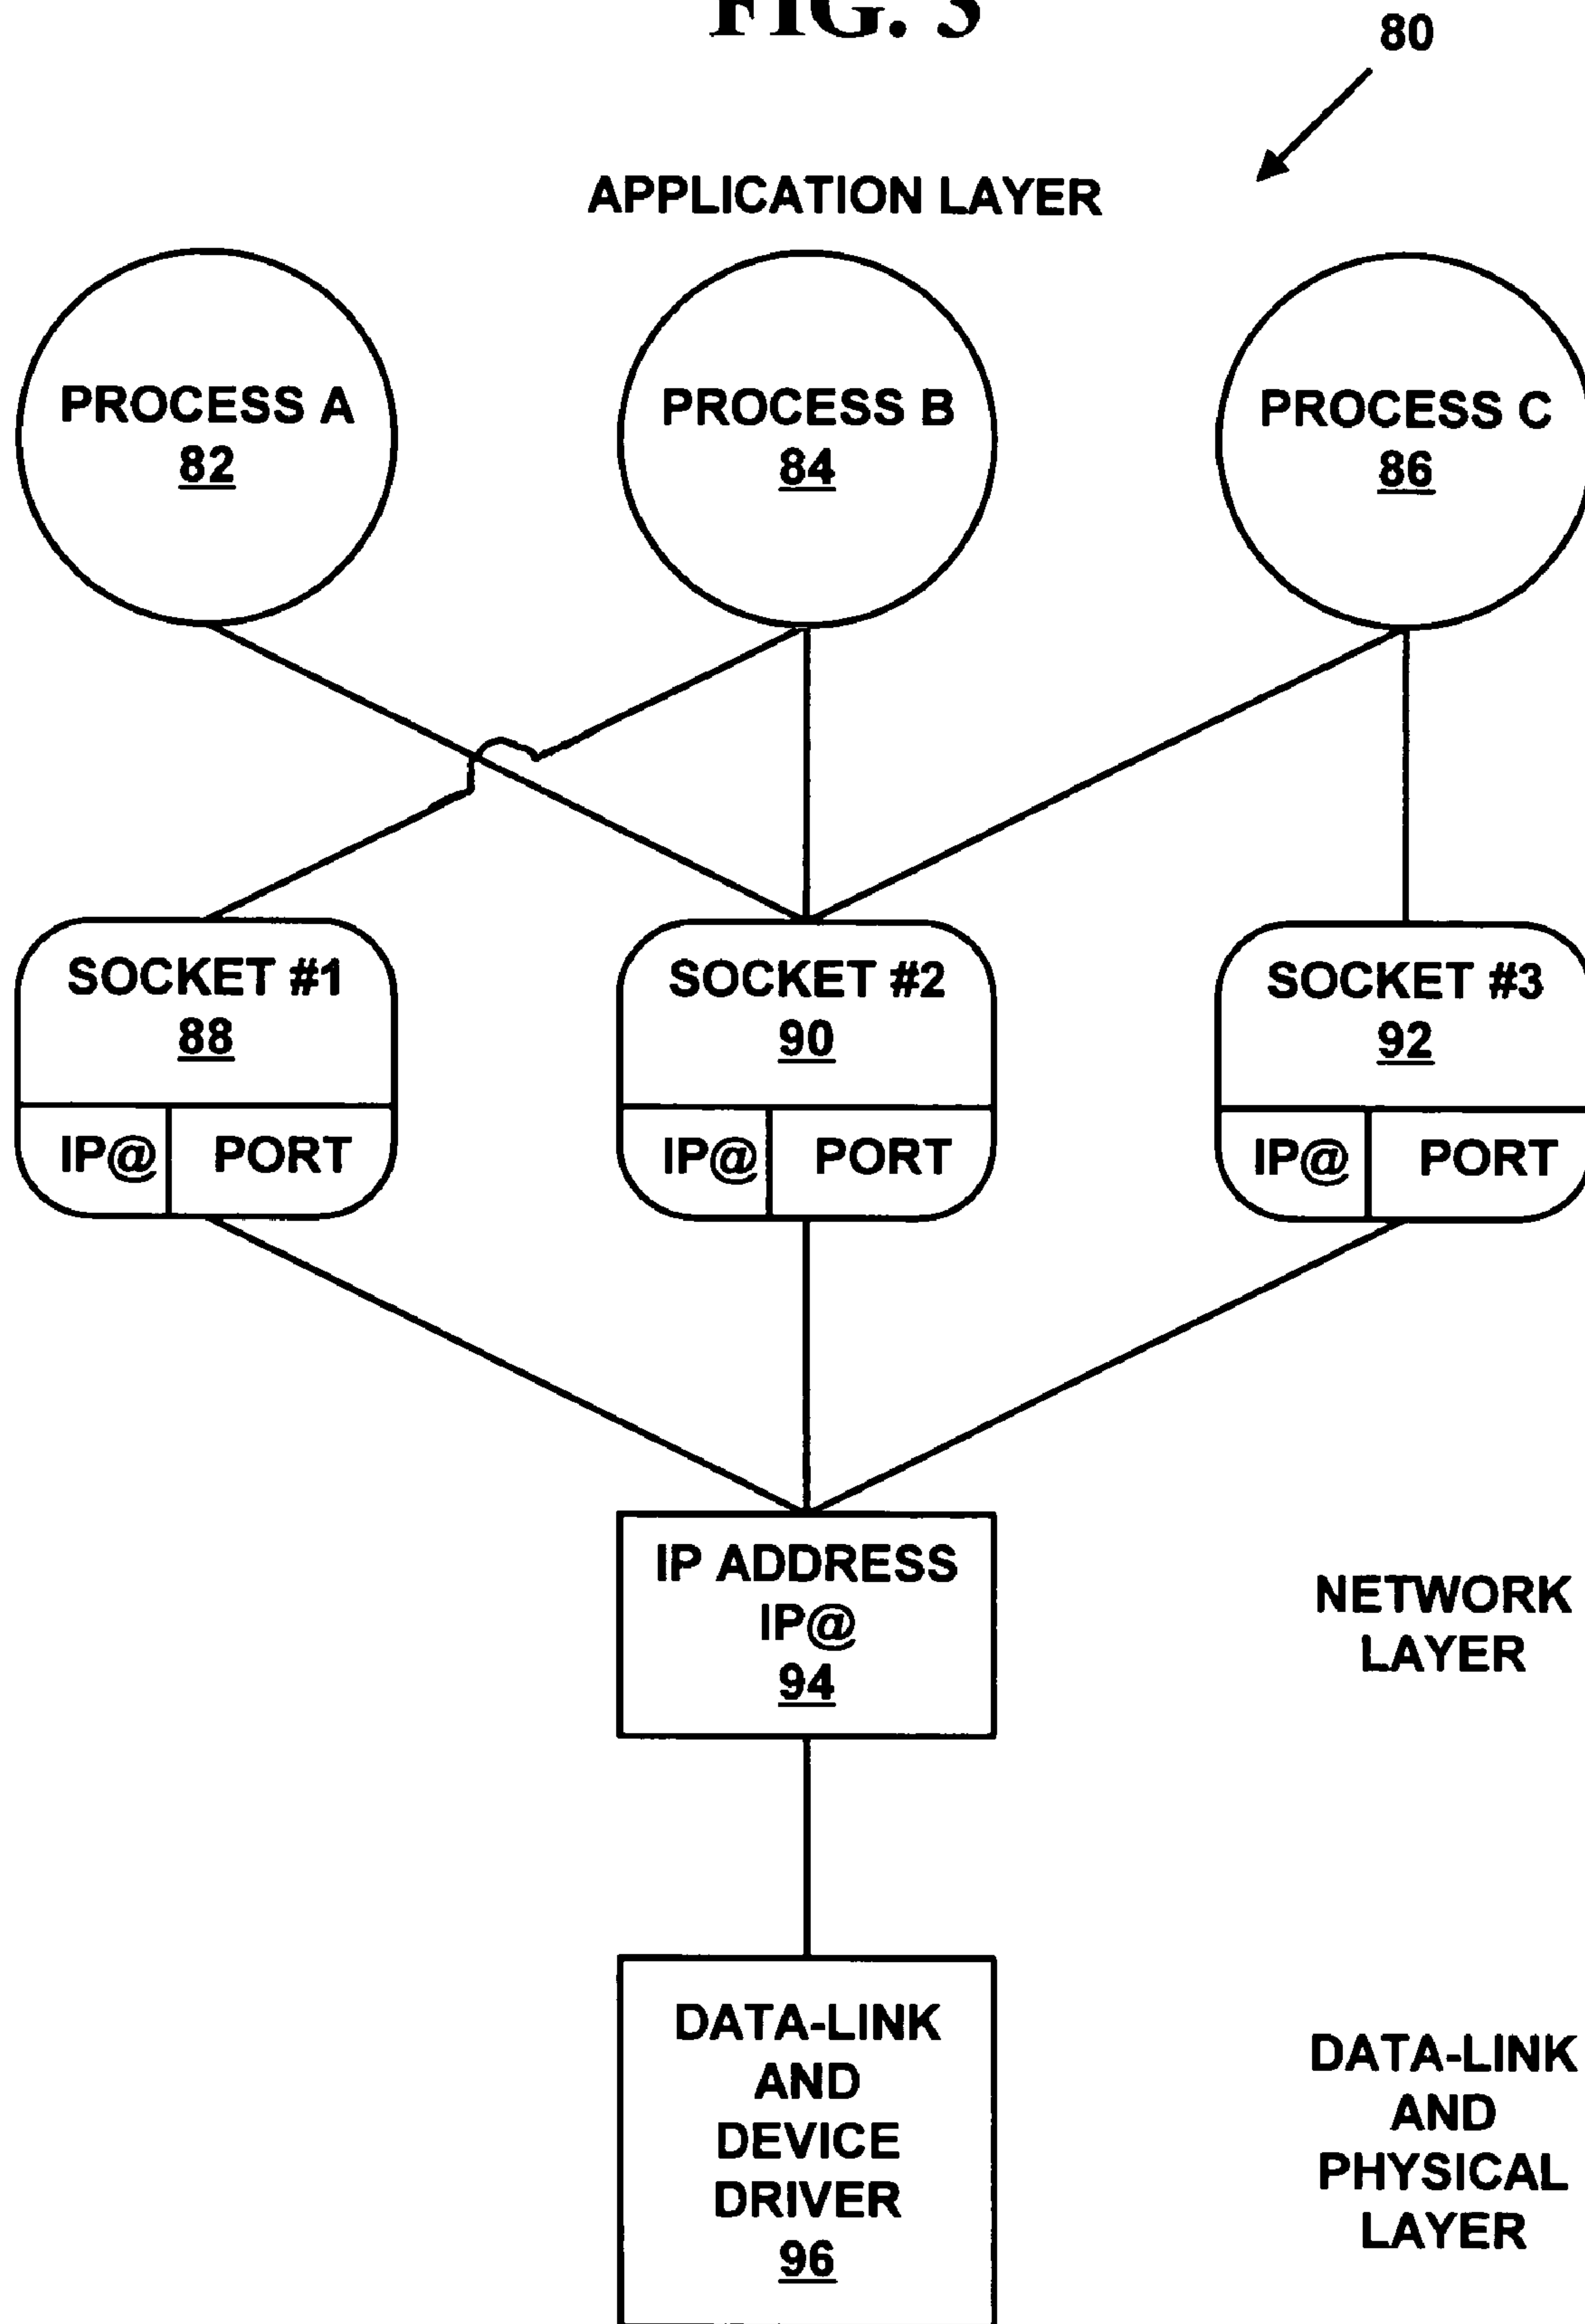 FIG. 3
80
APPLICATION LAYER
PROCESS A
82
PROCESS B
84
PROCESS C
86
SOCKET #1
88
IP@ PORT
SOCKET #2
90
IP@ PORT
SOCKET #3
92
IP@ PORT
IP ADDRESS
IP@
94
NETWORK
LAYER
DATA-LINK
AND
DEVICE
DRIVER
96
DATA-LINK
AND
PHYSICAL
LAYER